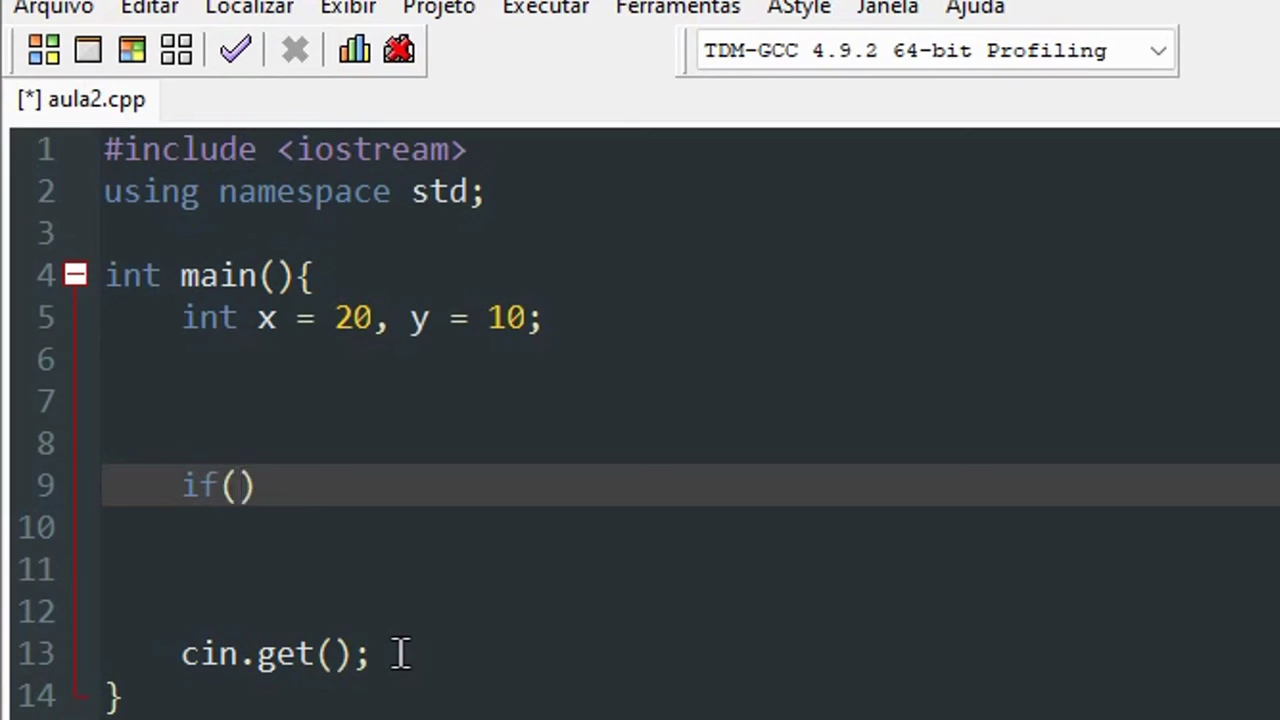 Arquivo Editar Localizar Exibir Projeto Executar Ferramentas AStyle Janela Ajuda
TDM-GCC 4.9.2 64-bit Profiling
[*] aula2.cpp
1 #include <iostream>
2 using namespace std;
3
4 int main(){
5 int x = 20, y = 10;
6
7
8
9 if()
10
11
12
13 cin.get();
14 }